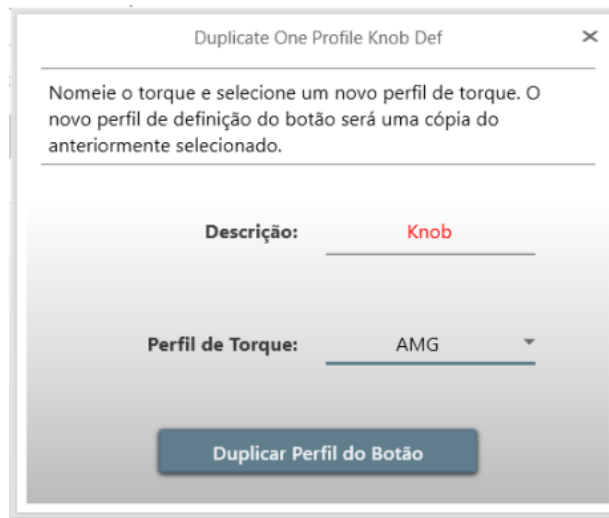 Duplicate One Profile Knob Def
Nomeie o torque e selecione um novo perfil de torque. O
novo perfil de definição do botão será uma cópia do
anteriormente selecionado.
Descrição: Knob
Perfil de Torque: AMG
Duplicar Perfil do Botão